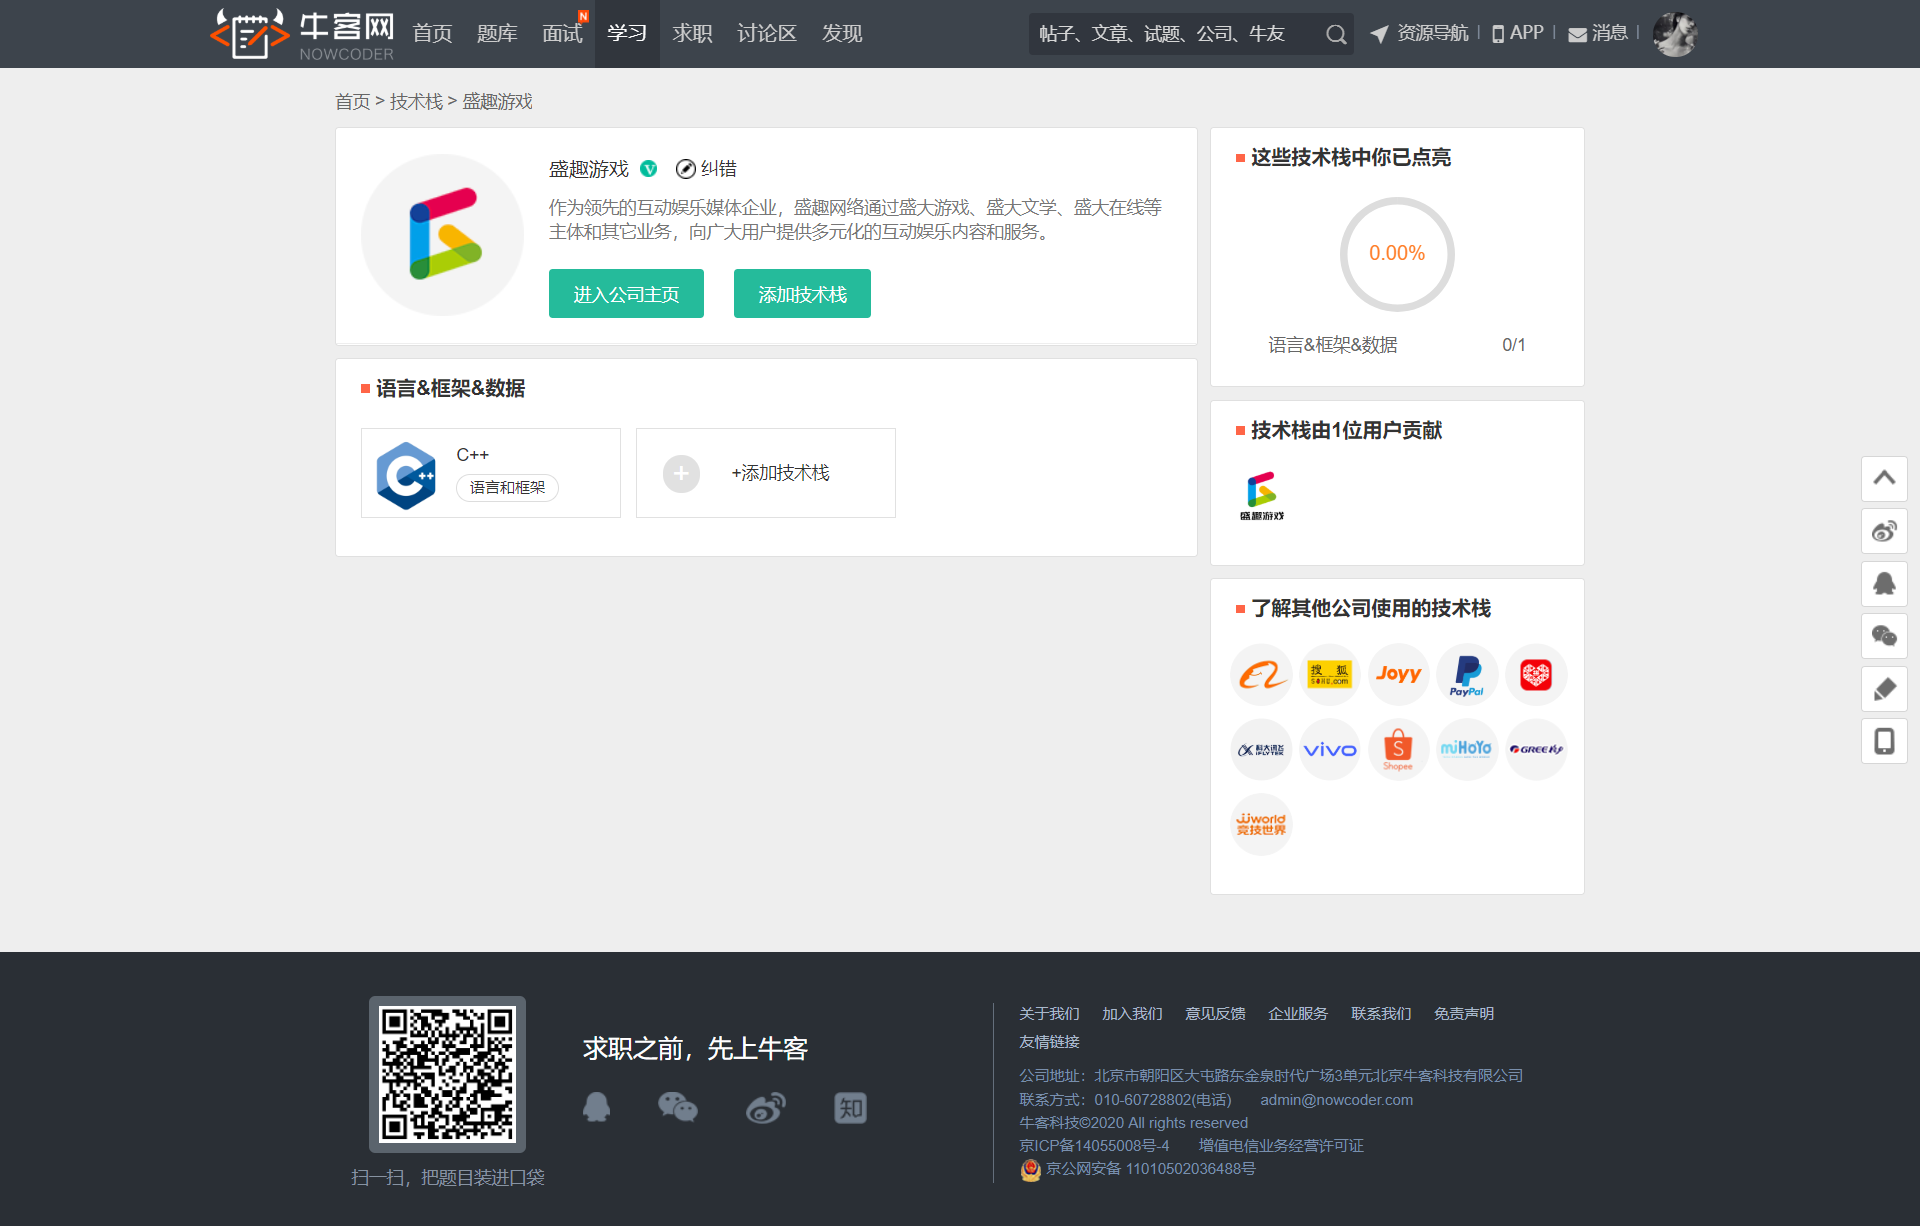 牛客网
NOWCODER
首页 题库 面试 N 学习 求职 讨论区 发现
帖子、文章、试题、公司、牛友
资源导航 APP 消息
首页 > 技术栈 > 盛趣游戏
盛趣游戏 V 纠错
作为领先的互动娱乐媒体企业，盛趣网络通过盛大游戏、盛大文学、盛大在线等
主体和其它业务，向广大用户提供多元化的互动娱乐内容和服务。
进入公司主页 添加技术栈
语言&框架&数据
C++
语言和框架
+添加技术栈
这些技术栈中你已点亮
0.00%
语言&框架&数据 0/1
技术栈由1位用户贡献
盛趣游戏
了解其他公司使用的技术栈
搜狐
SOHU.com
Joyy
PayPal
科大讯飞
IFLYTEK
vivo
S
Shopee
miHoYo
GREE
JJworld
竞技世界
求职之前，先上牛客
知
扫一扫，把题目装进口袋
关于我们 加入我们 意见反馈 企业服务 联系我们 免责声明
友情链接
公司地址：北京市朝阳区大屯路东金泉时代广场3单元北京牛客科技有限公司
联系方式：010-60728802(电话) admin@nowcoder.com
牛客科技©2020 All rights reserved
京ICP备14055008号-4 增值电信业务经营许可证
京公网安备 11010502036488号